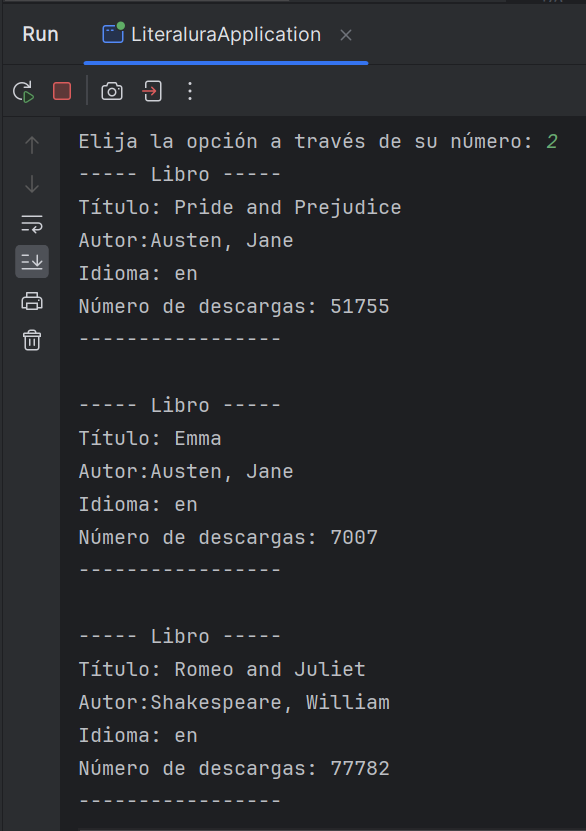 Run LiteraluraApplication
Elija la opción a través de su número: 2
----- Libro -----
Título: Pride and Prejudice
Autor:Austen, Jane
Idioma: en
Número de descargas: 51755
-----------------
----- Libro -----
Título: Emma
Autor:Austen, Jane
Idioma: en
Número de descargas: 7007
-----------------
----- Libro -----
Título: Romeo and Juliet
Autor:Shakespeare, William
Idioma: en
Número de descargas: 77782
-----------------